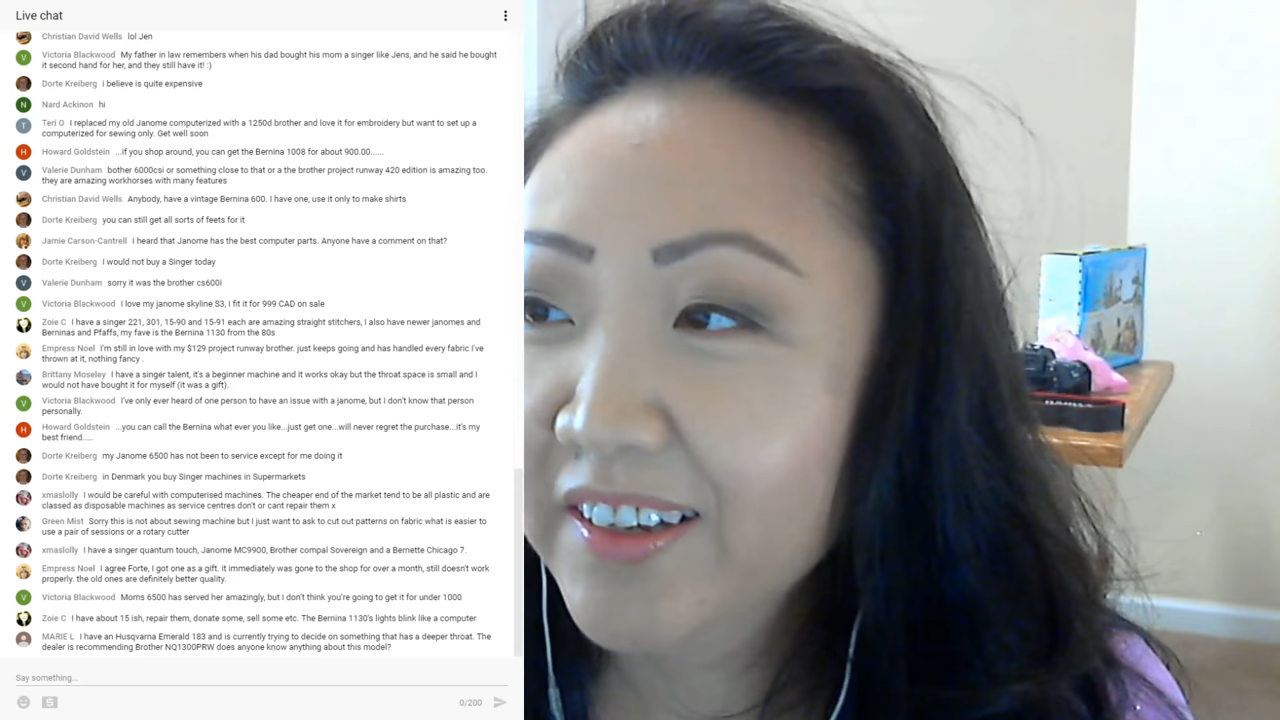 Live chat
Christian David Wells lol Jen
Victoria Blackwood My father in law remembers when his dad bought his mom a singer like Jens, and he said he bought
it second hand for her, and they still have it! :)
Dorte Kreiberg i believe is quite expensive
N Nard Ackinon hi
T Teri O I replaced my old Janome computerized with a 1250d brother and love it for embroidery but want to set up a
computerized for sewing only. Get well soon
H Howard Goldstein ...if you shop around, you can get the Bernina 1008 for about 900.00......
V Valerie Dunham bother 6000csi or something close to that or a the brother project runway 420 edition is amazing too.
they are amazing workhorses with many features
Christian David Wells Anybody, have a vintage Bernina 600. I have one, use it only to make shirts
Dorte Kreiberg you can still get all sorts of feets for it
Jamie Carson-Cantrell I heard that Janome has the best computer parts. Anyone have a comment on that?
Dorte Kreiberg I would not buy a Singer today
V Valerie Dunham sorry it was the brother cs600i
V Victoria Blackwood I love my janome skyline S3, I fit it for 999 CAD on sale
Zoie C I have a singer 221, 301, 15-90 and 15-91 each are amazing straight stitchers, I also have newer janomes and
Berninas and Pfaffs, my fave is the Bernina 1130 from the 80s
Empress Noel I'm still in love with my $129 project runway brother. just keeps going and has handled every fabric I've
thrown at it, nothing fancy .
Brittany Moseley I have a singer talent, it's a beginner machine and it works okay but the throat space is small and I
would not have bought it for myself (it was a gift).
V Victoria Blackwood I've only ever heard of one person to have an issue with a janome, but I don't know that person
personally.
H Howard Goldstein ...you can call the Bernina what ever you like...just get one...will never regret the purchase...it's my
best friend.....
Dorte Kreiberg my Janome 6500 has not been to service except for me doing it
Dorte Kreiberg in Denmark you buy Singer machines in Supermarkets
xmaslolly I would be careful with computerised machines. The cheaper end of the market tend to be all plastic and are
classed as disposable machines as service centres don't or cant repair them x
Green Mist Sorry this is not about sewing machine but I just want to ask to cut out patterns on fabric what is easier to
use a pair of sessions or a rotary cutter
xmaslolly I have a singer quantum touch, Janome MC9900, Brother compal Sovereign and a Bernette Chicago 7.
Empress Noel I agree Forte, I got one as a gift. it immediately was gone to the shop for over a month, still doesn't work
properly. the old ones are definitely better quality.
V Victoria Blackwood Moms 6500 has served her amazingly, but I don't think you're going to get it for under 1000
Zoie C I have about 15 ish, repair them, donate some, sell some etc. The Bernina 1130's lights blink like a computer
MARIE L I have an Husqvarna Emerald 183 and is currently trying to decide on something that has a deeper throat. The
dealer is recommending Brother NQ1300PRW does anyone know anything about this model?
Say something...
0/200